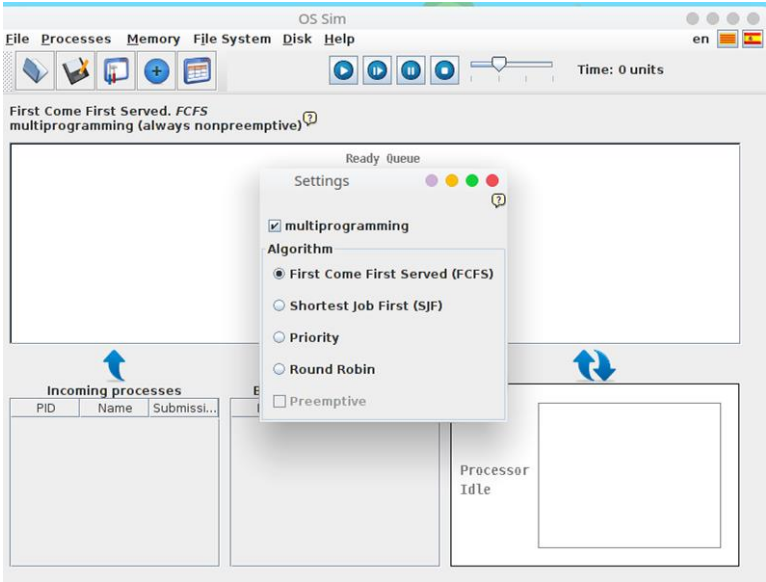 OS Sim
File Processes Memory File System Disk Help en
Time: 0 units
First Come First Served. FCFS
multiprogramming (always nonpreemptive)
Ready Queue
Settings
multiprogramming
Algorithm
First Come First Served (FCFS)
Shortest Job First (SJF)
Priority
Round Robin
Preemptive
Incoming processes
PID Name Submissi...
Processor
Idle